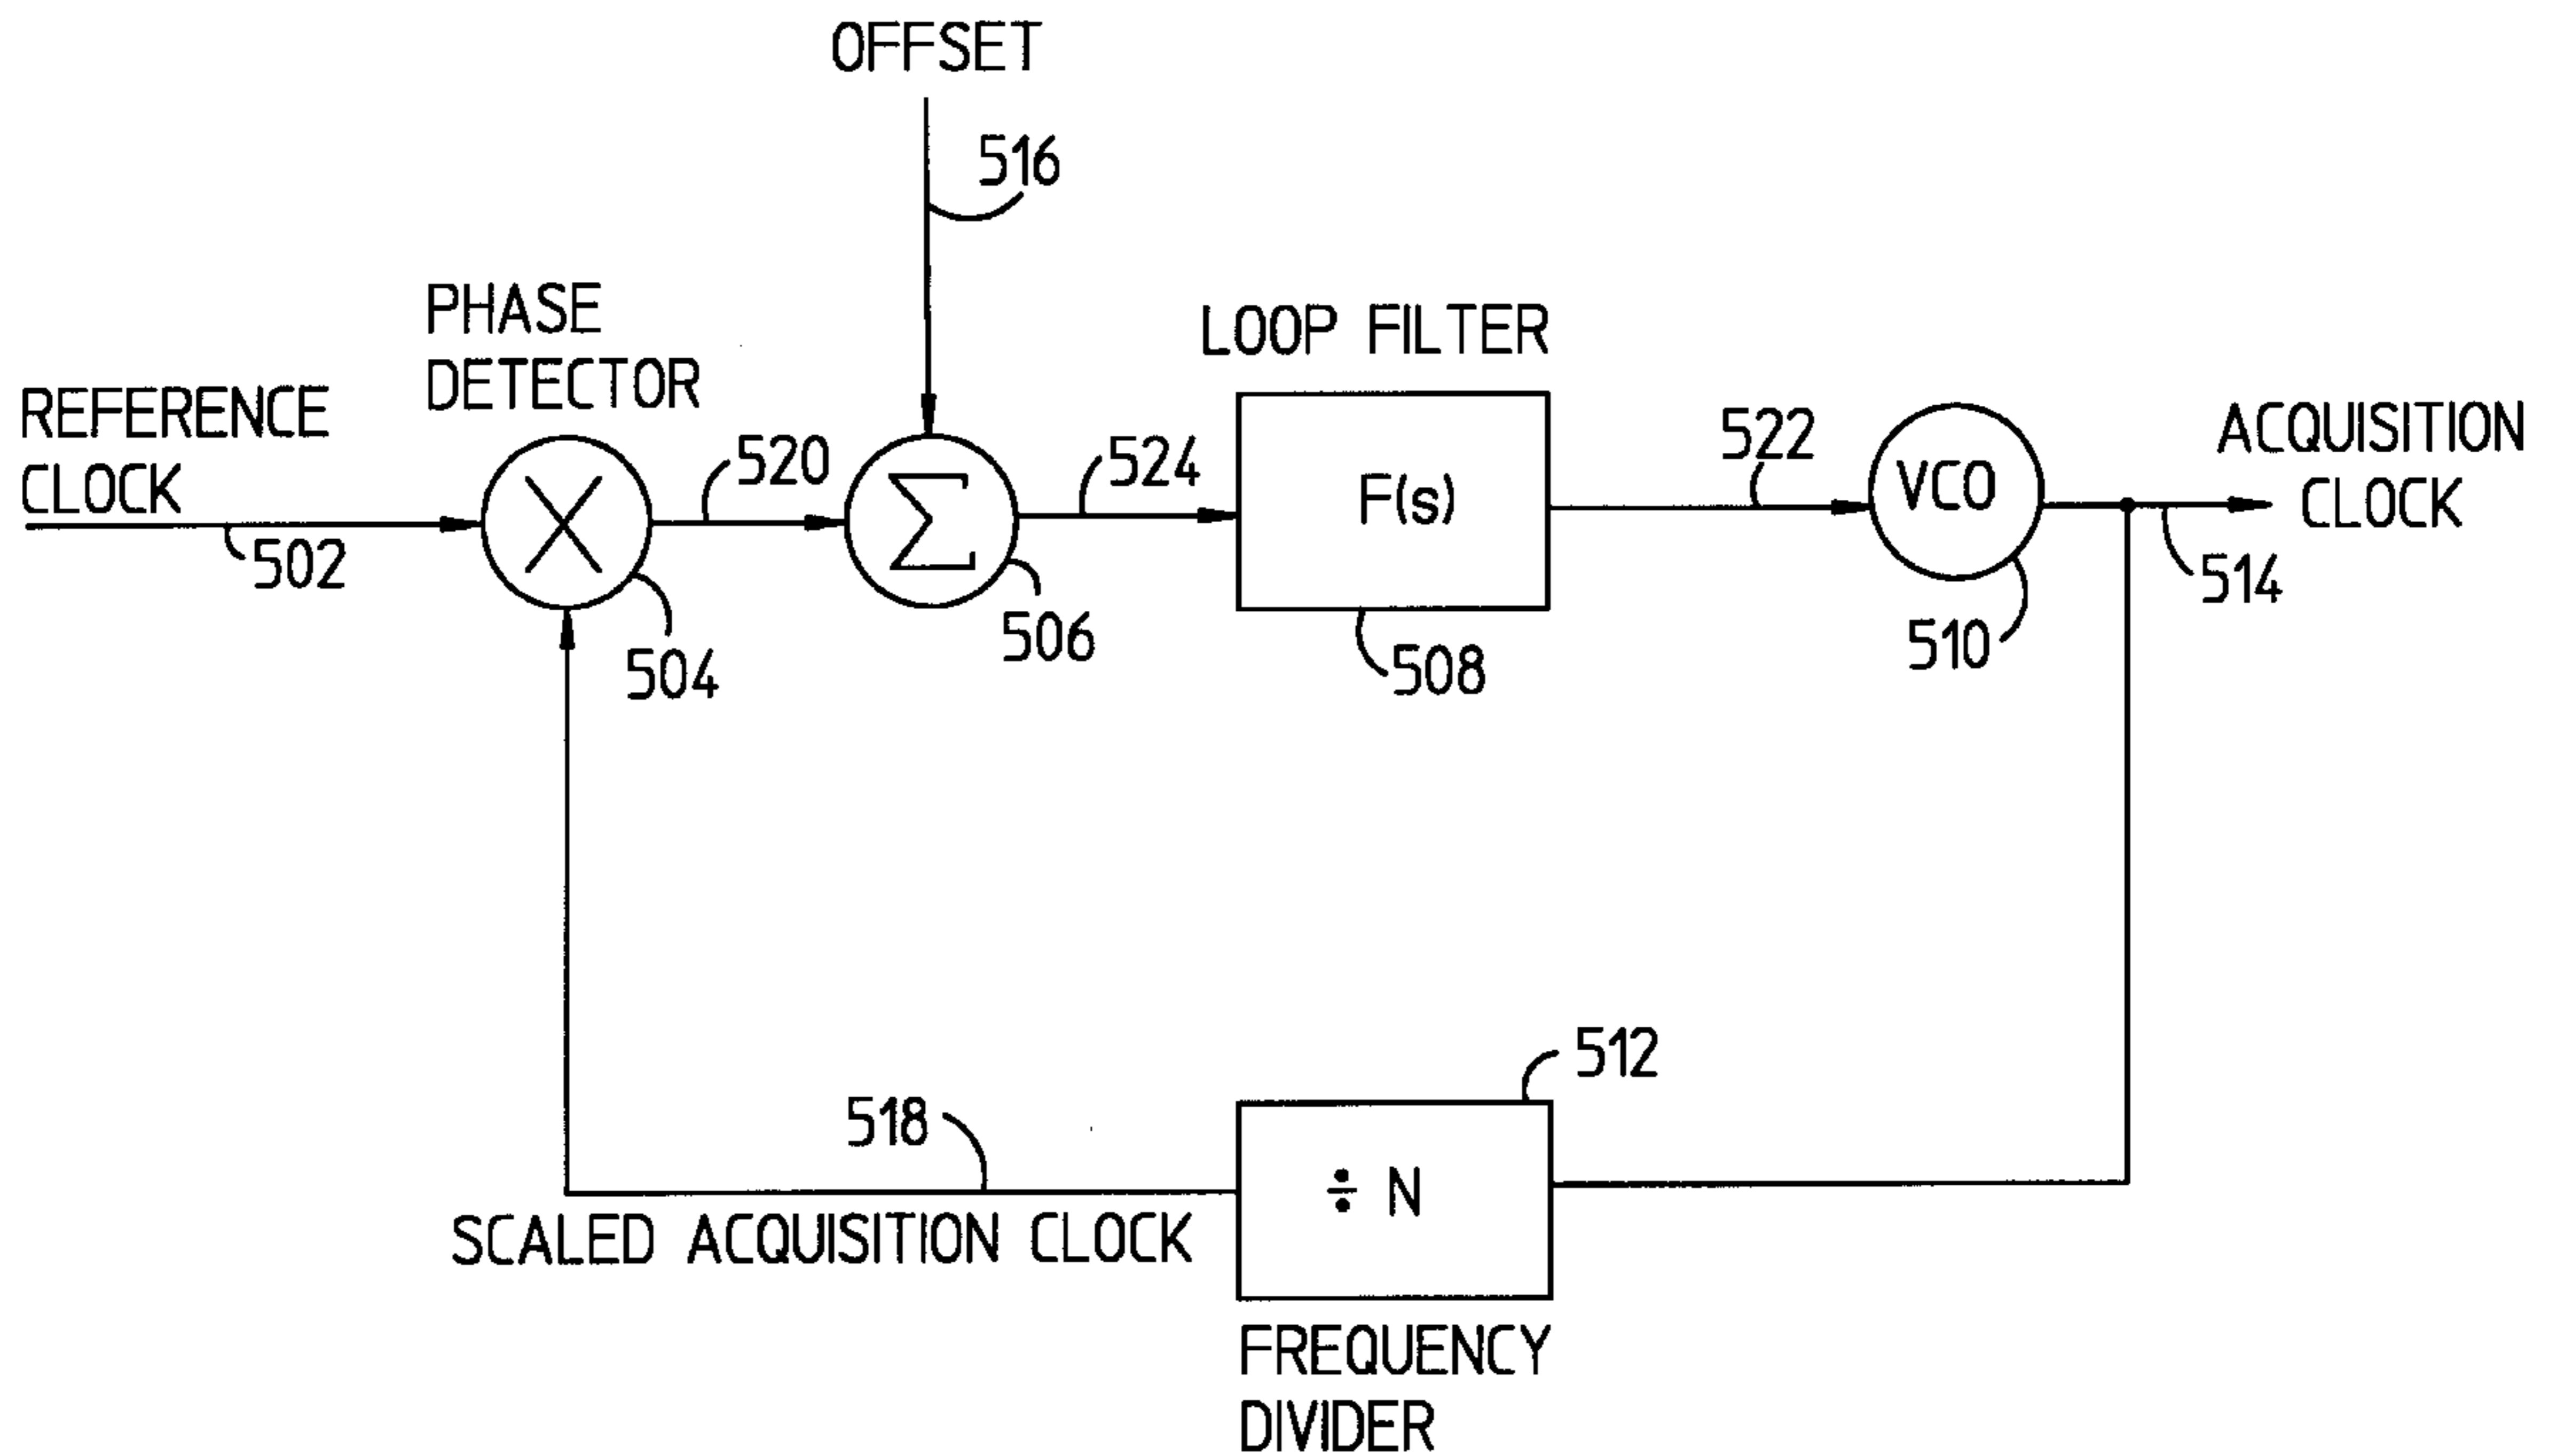 OFFSET
516
PHASE
DETECTOR
LOOP FILTER
REFERENCE
CLOCK
502
504
520
Σ
506
524
F(s)
508
522
VCO
510
ACQUISITION
CLOCK
514
512
518
÷ N
SCALED ACQUISITION CLOCK
FREQUENCY
DIVIDER